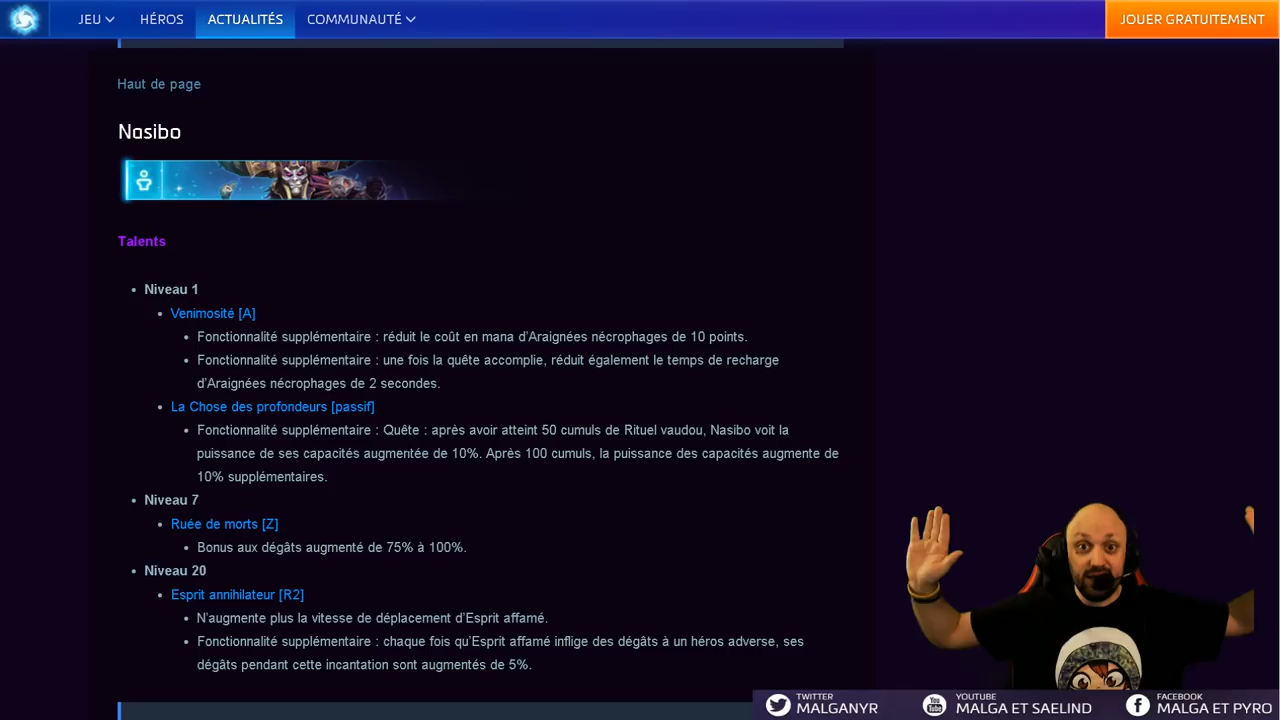 JEU HÉROS ACTUALITÉS COMMUNAUTÉ JOUER GRATUITEMENT
Haut de page
Nasibo
Talents
Niveau 1
Venimosité [A]
Fonctionnalité supplémentaire : réduit le coût en mana d’Araignées nécrophages de 10 points.
Fonctionnalité supplémentaire : une fois la quête accomplie, réduit également le temps de recharge
d’Araignées nécrophages de 2 secondes.
La Chose des profondeurs [passif]
Fonctionnalité supplémentaire : Quête : après avoir atteint 50 cumuls de Rituel vaudou, Nasibo voit la
puissance de ses capacités augmentée de 10%. Après 100 cumuls, la puissance des capacités augmente de
10% supplémentaires.
Niveau 7
Ruée de morts [Z]
Bonus aux dégâts augmenté de 75% à 100%.
Niveau 20
Esprit annihilateur [R2]
N’augmente plus la vitesse de déplacement d’Esprit affamé.
Fonctionnalité supplémentaire : chaque fois qu’Esprit affamé inflige des dégâts à un héros adverse, ses
dégâts pendant cette incantation sont augmentés de 5%.
TWITTER
MALGANYR
YOUTUBE
MALGA ET SAELIND
FACEBOOK
MALGA ET PYRO